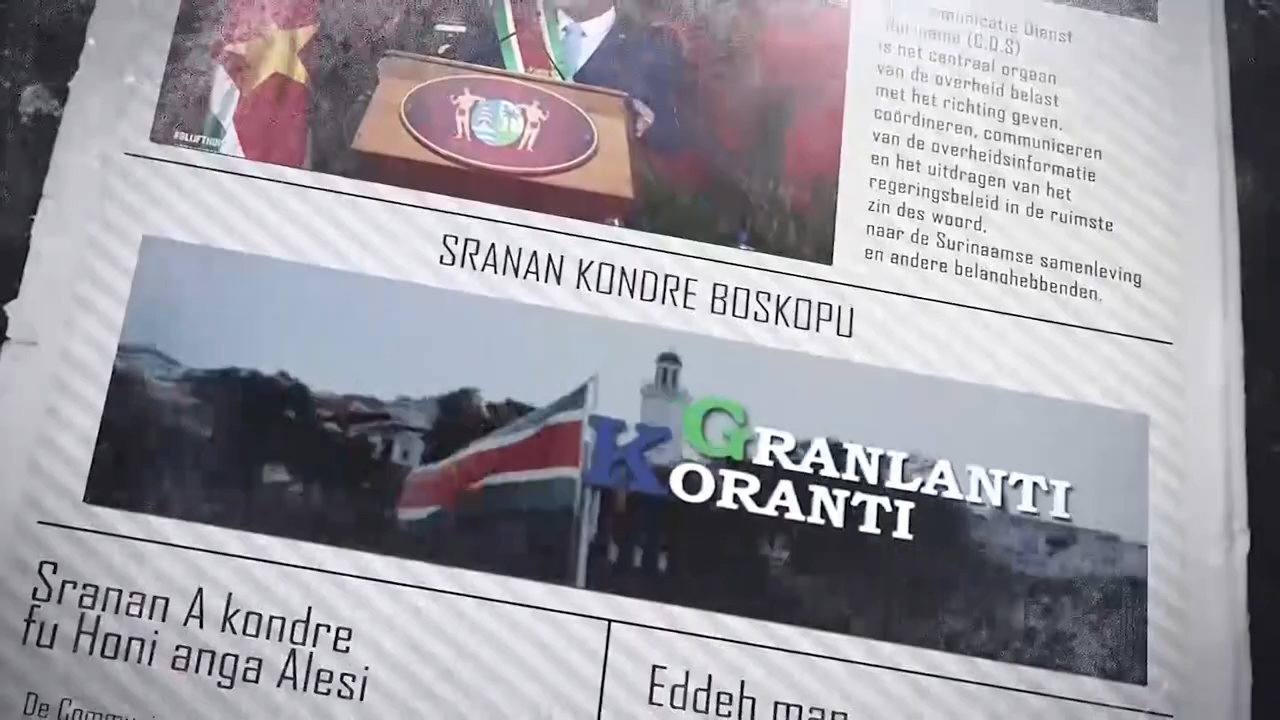 Dienst
(C.D.S)
is het centraal orgaan
van de overheid belast
met het richting geven,
coördineren, communiceren
van de overheidsinformatie
en het uitdragen van het
regeringsbeleid in de ruimste
zin des woord.
naar de Surinaamse samenleving
en andere belanghebbenden.
SRANAN KONDRE BOSKOPU
GRANLANTI
KORANTI
Sranan A kondre
fu Honi anga Alesi
De
Eddeh man